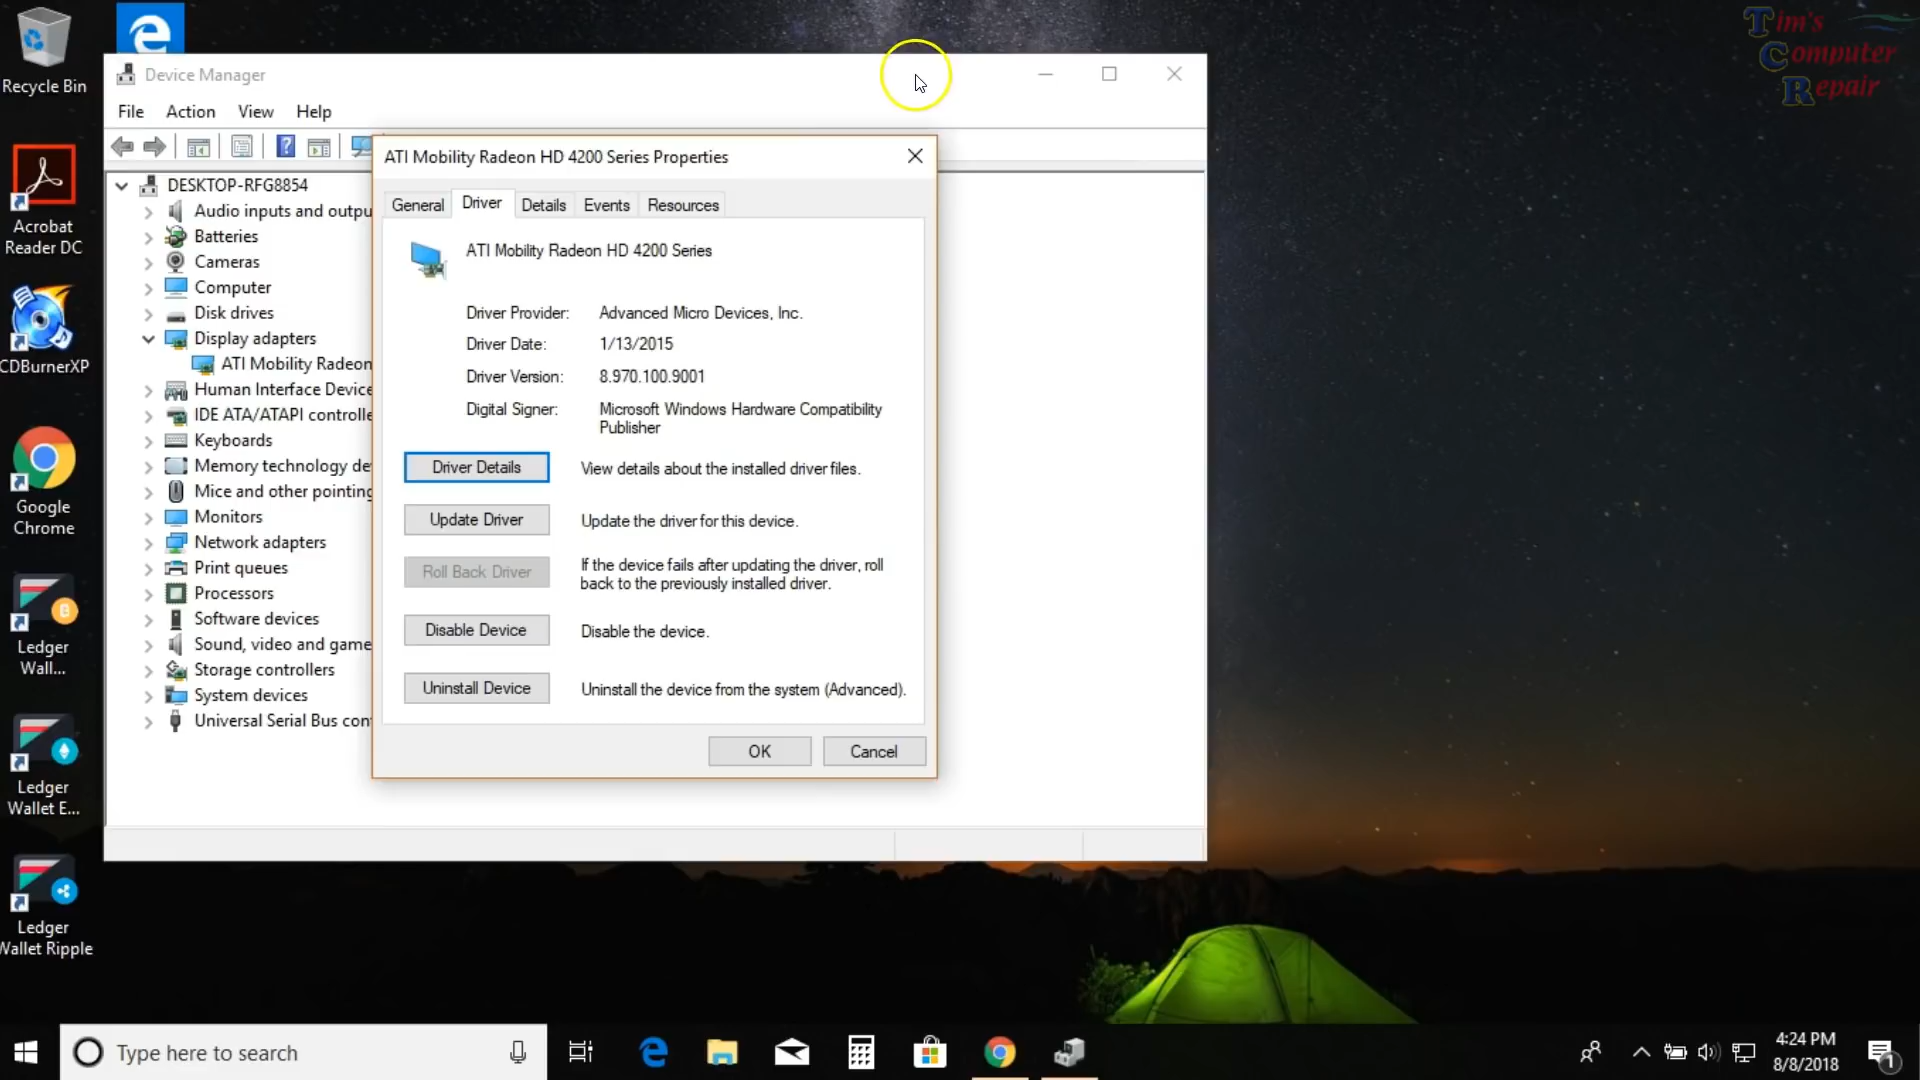 Recycle Bin
Acrobat
Reader DC
CDBurnerXP
Google
Chrome
Ledger
Wall...
Ledger
Wallet E...
Ledger
Wallet Ripple
Tim's
Computer
Repair
Device Manager
File Action View Help
DESKTOP-RFG8854
Audio inputs and outpu
Batteries
Cameras
Computer
Disk drives
Display adapters
ATI Mobility Radeon
Human Interface Device
IDE ATA/ATAPI controlle
Keyboards
Memory technology de
Mice and other pointing
Monitors
Network adapters
Print queues
Processors
Software devices
Sound, video and game
Storage controllers
System devices
Universal Serial Bus con
ATI Mobility Radeon HD 4200 Series Properties
General Driver Details Events Resources
ATI Mobility Radeon HD 4200 Series
Driver Provider: Advanced Micro Devices, Inc.
Driver Date: 1/13/2015
Driver Version: 8.970.100.9001
Digital Signer: Microsoft Windows Hardware Compatibility
Publisher
Driver Details View details about the installed driver files.
Update Driver Update the driver for this device.
Roll Back Driver If the device fails after updating the driver, roll
back to the previously installed driver.
Disable Device Disable the device.
Uninstall Device Uninstall the device from the system (Advanced).
OK Cancel
Type here to search
4:24 PM
8/8/2018
1